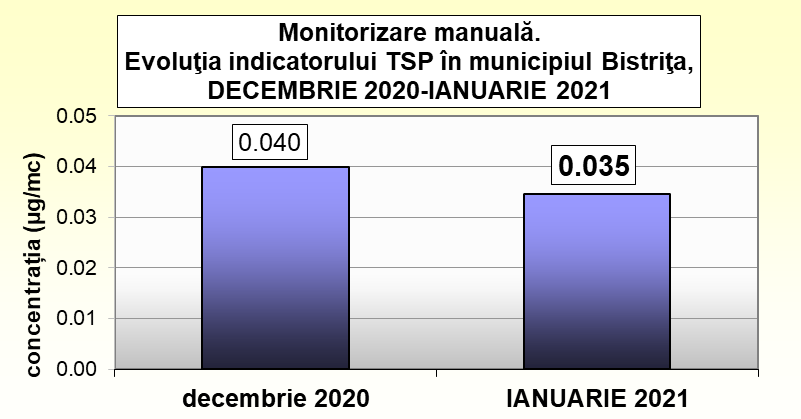 Monitorizare manuală.
Evoluţia indicatorului TSP în municipiul Bistriţa,
DECEMBRIE 2020-IANUARIE 2021
concentrația (µg/mc)
0.05
0.04
0.03
0.02
0.01
0.00
0.040
0.035
decembrie 2020
IANUARIE 2021